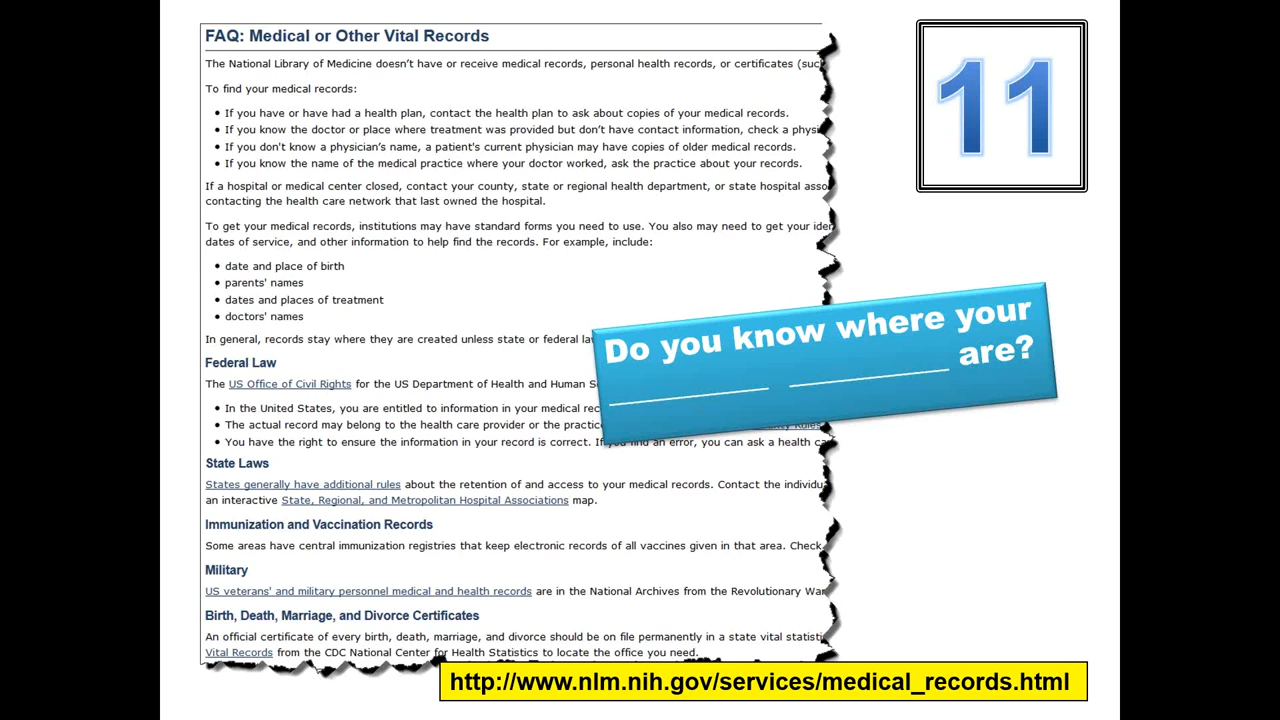 FAQ: Medical or Other Vital Records
The National Library of Medicine doesn't have or receive medical records, personal health records, or certificates
To find your medical records:
• If you have or have had a health plan, contact the health plan to ask about copies of your medical records.
• If you know the doctor or place where treatment was provided but don't have contact information, check a
• If you don't know a physician's name, a patient's current physician may have copies of older medical records.
• If you know the name of the medical practice where your doctor worked, ask the practice about your records.
If a hospital or medical center closed, contact your county, state or regional health department, or state hospital
contacting the health care network that last owned the hospital.
To get your medical records, institutions may have standard forms you need to use. You also may need to get your
dates of service, and other information to help find the records. For example, include:
• date and place of birth
• parents' names
• dates and places of treatment
• doctors' names
In general, records stay where they are created unless state or federal
Federal Law
The US Office of Civil Rights for the US Department of Health and Human
• In the United States, you are entitled to information in your medical
• The actual record may belong to the health care provider or the Rules
• You have the right to ensure the information in your record is correct. If find an error, you can ask a health
State Laws
States generally have additional rules about the retention of and access to your medical records. Contact the
an interactive State, Regional, and Metropolitan Hospital Associations map.
Immunization and Vaccination Records
Some areas have central immunization registries that keep electronic records of all vaccines given in that area. Check
Military
US veterans' and military personnel medical and health records are in the National Archives from the Revolutionary War
Birth, Death, Marriage, and Divorce Certificates
An official certificate of every birth, death, marriage, and divorce should be on file permanently in a state vital
Vital Records from the CDC National Center for Health Statistics to locate the office you need.
11
Do you know where your
__________ __________ are?
http://www.nlm.nih.gov/services/medical_records.html